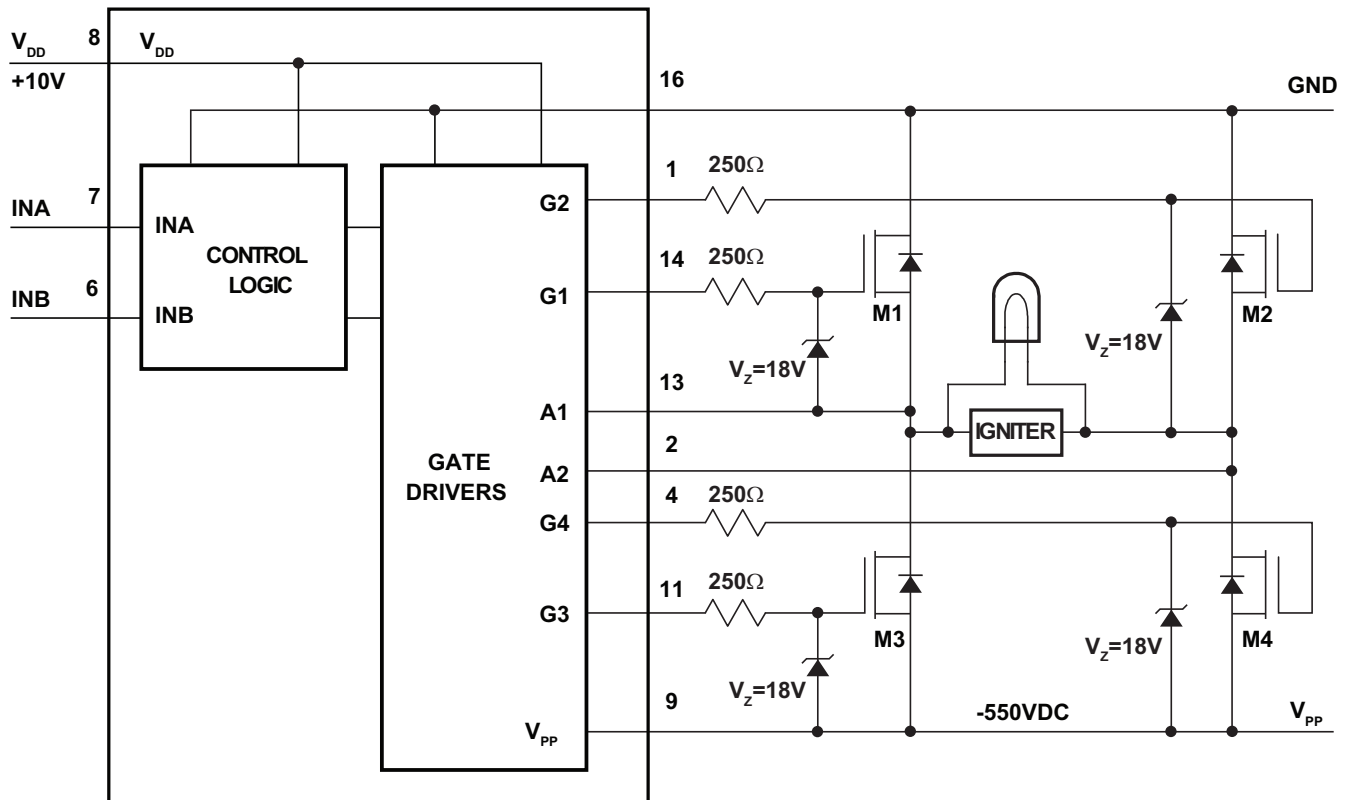 V_DD 8 V_DD
+10V
16 GND
1 250Ω
INA 7 G2
INA
CONTROL
LOGIC
14 250Ω
INB 6 G1
INB M1 M2
V_Z=18V V_Z=18V
13
A1
IGNITER
2
GATE
DRIVERS
A2
4 250Ω
G4
11 250Ω
G3
M3 M4
V_Z=18V V_Z=18V
9 -550VDC V_PP
V_PP